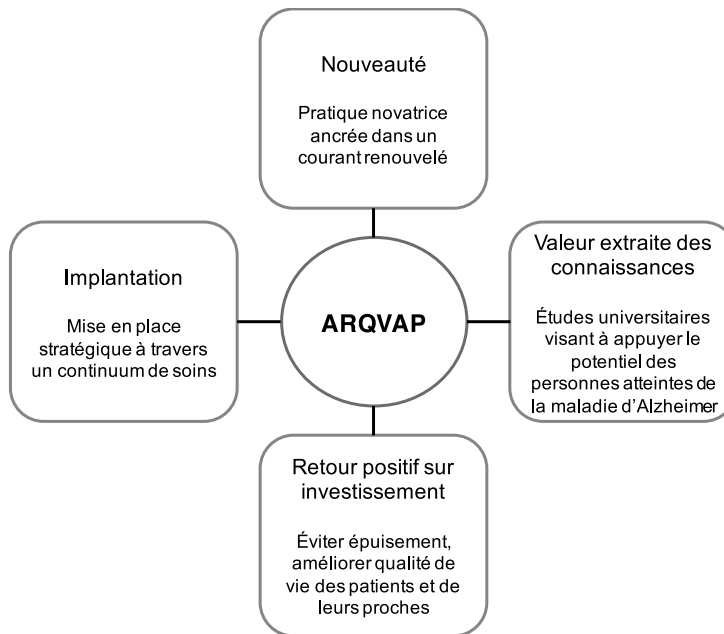 Nouveauté
Pratique novatrice
ancrée dans un
courant renouvelé
Implantation
Mise en place
stratégique à travers
un continuum de soins
ARQVAP
Valeur extraite des
connaissances
Études universitaires
visant à appuyer le
potentiel des
personnes atteintes de
la maladie d'Alzheimer
Retour positif sur
investissement
Éviter épuisement,
améliorer qualité de
vie des patients et de
leurs proches